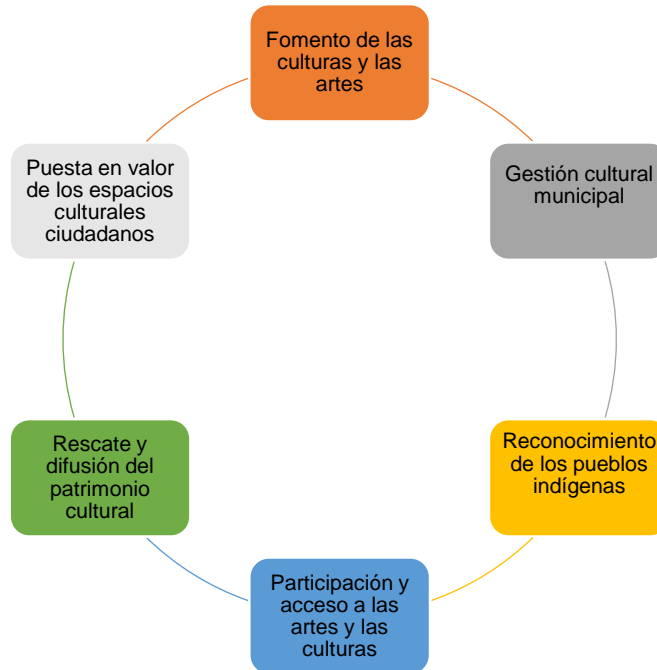 Fomento de las
culturas y las
artes
Gestión cultural
municipal
Reconocimiento
de los pueblos
indígenas
Participación y
acceso a las
artes y las
culturas
Rescate y
difusión del
patrimonio
cultural
Puesta en valor
de los espacios
culturales
ciudadanos